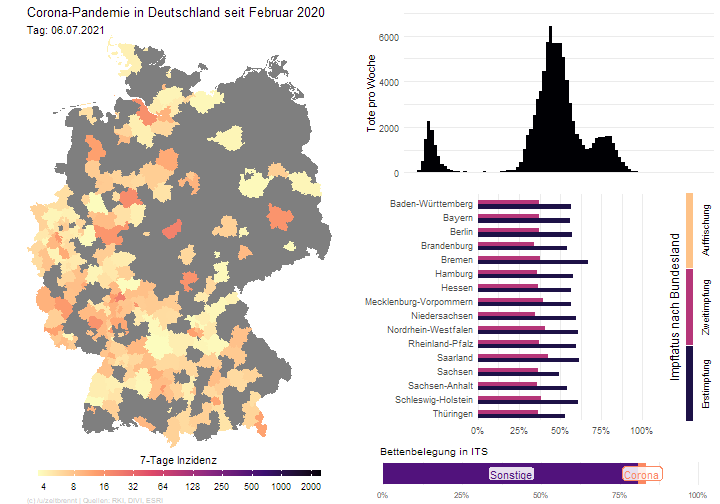 Corona-Pandemie in Deutschland seit Februar 2020
Tag: 06.07.2021
7-Tage Inzidenz
4 8 16 32 64 125 250 500 1000 2000
| Quellen: RKI, DIVI, ESRI
Tote pro Woche
6000
4000
2000
0
Baden-Württemberg
Bayern
Berlin
Brandenburg
Bremen
Hamburg
Hessen
Mecklenburg-Vorpommern
Niedersachsen
Nordrhein-Westfalen
Rheinland-Pfalz
Saarland
Sachsen
Sachsen-Anhalt
Schleswig-Holstein
Thüringen
0% 25% 50% 75% 100%
Impfstatus nach Bundesland
Auffrischung
Zweitimpfung
Erstimpfung
Bettenbelegung in ITS
Sonstige
Corona
0% 25% 50% 75% 100%